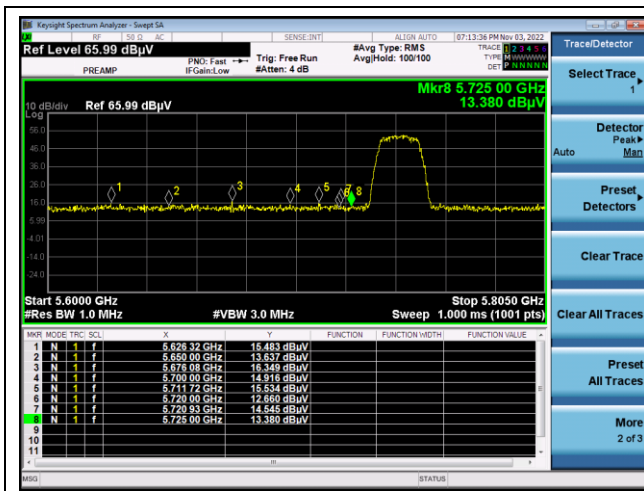 Keysight Spectrum Analyzer - Swept SA
RF 50 Ω AC SENSE:INT ALIGN AUTO 07:13:36 PM Nov 03, 2022
Ref Level 65.99 dBµV #Avg Type: RMS TRACE 1 2 3 4 5 6 Trace/Detector
PNO: Fast Trig: Free Run Avg|Hold: 100/100 TYPE M W W W W W
PREAMP IFGain:Low #Atten: 4 dB DET P N N N N N
Select Trace
1
Mkr8 5.725 00 GHz
10 dB/div Ref 65.99 dBµV 13.380 dBµV
Log
56.0
46.0
36.0
26.0
16.0
5.99
-4.01
-14.0
-24.0
1 2 3 4 5 6 7 8
Detector
Peak
Auto Man
Preset
Detectors
Clear Trace
Start 5.6000 GHz Stop 5.8050 GHz
#Res BW 1.0 MHz #VBW 3.0 MHz Sweep 1.000 ms (1001 pts)
Clear All Traces
MKR MODE TRC SCL X Y FUNCTION FUNCTION WIDTH FUNCTION VALUE
1 N 1 f 5.626 32 GHz 15.483 dBµV
2 N 1 f 5.650 00 GHz 13.637 dBµV
3 N 1 f 5.676 08 GHz 16.349 dBµV
4 N 1 f 5.700 00 GHz 14.916 dBµV
5 N 1 f 5.711 72 GHz 15.534 dBµV
6 N 1 f 5.720 00 GHz 12.660 dBµV
7 N 1 f 5.720 93 GHz 14.545 dBµV
8 N 1 f 5.725 00 GHz 13.380 dBµV
9
10
11
Preset
All Traces
More
2 of 3
MSG STATUS